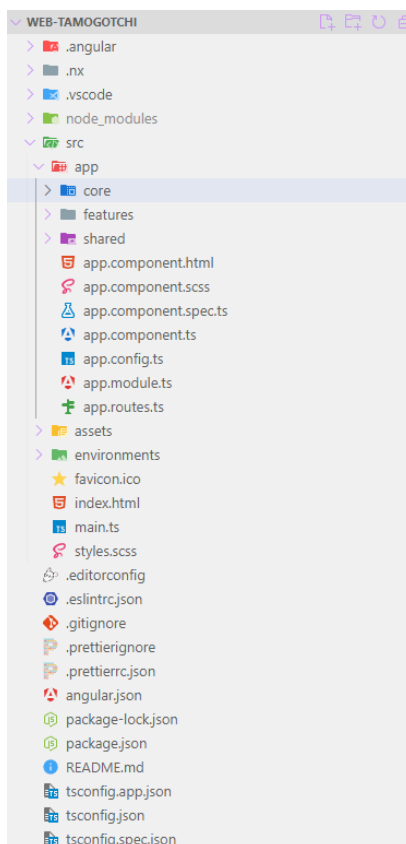 WEB-TAMOGOTCHI
.angular
.nx
.vscode
node_modules
src
app
core
features
shared
app.component.html
app.component.scss
app.component.spec.ts
app.component.ts
app.config.ts
app.module.ts
app.routes.ts
assets
environments
favicon.ico
index.html
main.ts
styles.scss
.editorconfig
.eslintrc.json
.gitignore
.prettierignore
.prettierrc.json
angular.json
package-lock.json
package.json
README.md
tsconfig.app.json
tsconfig.json
tsconfig.spec.json